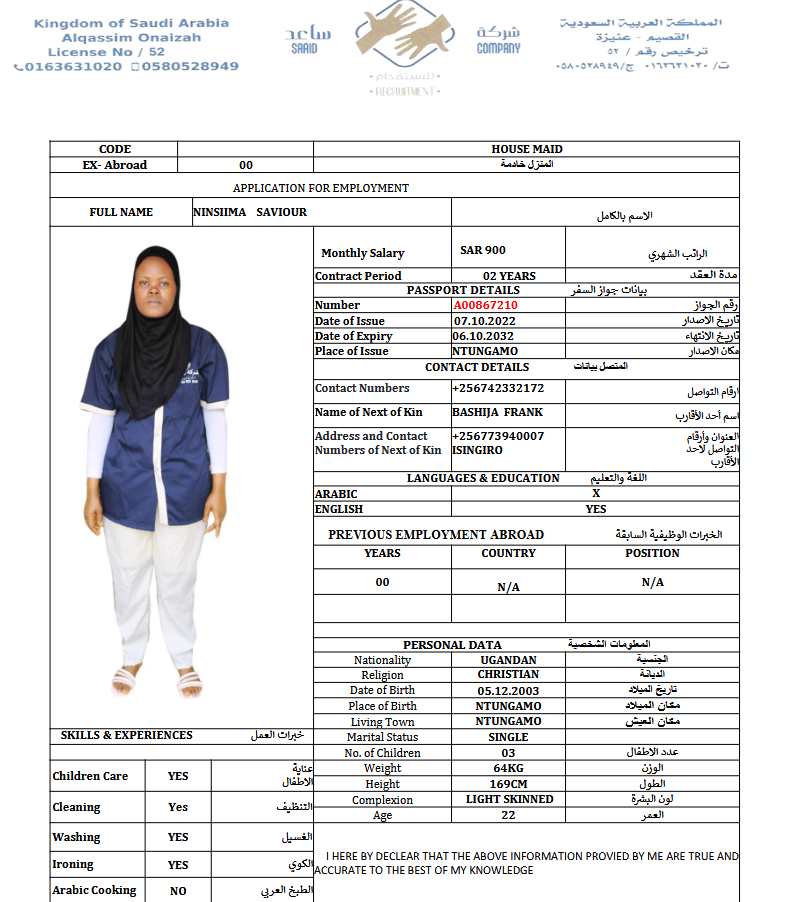 Kingdom of Saudi Arabia
Alqassim Onaizah
License No / 52
0163631020 0580528949
ساعد
SAAID
شركة
COMPANY
للاستقدام
RECRUITMENT
المملكة العربية السعودية
القصيم - عنيزة
ترخيص رقم / ٥٢
ت/ ٠١٦٣٦٣١٠٢٠ ج/ ٠٥٨٠٥٢٨٩٤٩
CODE HOUSE MAID
EX- Abroad 00 المنزل خادمة
APPLICATION FOR EMPLOYMENT
FULL NAME NINSIIMA SAVIOUR الاسم بالكامل
Monthly Salary SAR 900 الراتب الشهري
Contract Period 02 YEARS مدة العقد
PASSPORT DETAILS بيانات جواز السفر
Number A00867210 رقم الجواز
Date of Issue 07.10.2022 تاريخ الاصدار
Date of Expiry 06.10.2032 تاريخ الانتهاء
Place of Issue NTUNGAMO مكان الاصدار
CONTACT DETAILS المتصل بيانات
Contact Numbers +256742332172 ارقام التواصل
Name of Next of Kin BASHIJA FRANK اسم أحد الأقارب
Address and Contact +256773940007 العنوان وأرقام
Numbers of Next of Kin ISINGIRO التواصل لأحد
الأقارب
LANGUAGES & EDUCATION اللغة والتعليم
ARABIC X
ENGLISH YES
PREVIOUS EMPLOYMENT ABROAD الخبرات الوظيفية السابقة
YEARS COUNTRY POSITION
00 N/A N/A
PERSONAL DATA المعلومات الشخصية
Nationality UGANDAN الجنسية
Religion CHRISTIAN الديانة
Date of Birth 05.12.2003 تاريخ الميلاد
Place of Birth NTUNGAMO مكان الميلاد
Living Town NTUNGAMO مكان العيش
Marital Status SINGLE
No. of Children 03 عدد الاطفال
Weight 64KG الوزن
Height 169CM الطول
Complexion LIGHT SKINNED لون البشرة
Age 22 العمر
SKILLS & EXPERIENCES خبرات العمل
Children Care YES عناية
الاطفال
Cleaning Yes التنظيف
Washing YES الغسيل
Ironing YES الكوي
Arabic Cooking NO الطبخ العربي
I HERE BY DECLEAR THAT THE ABOVE INFORMATION PROVIED BY ME ARE TRUE AND
ACCURATE TO THE BEST OF MY KNOWLEDGE